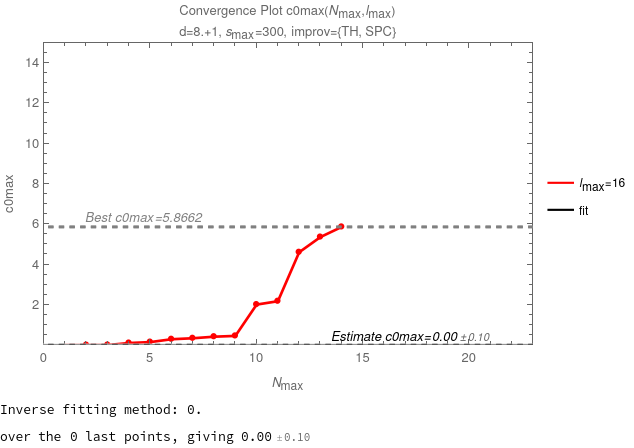 Convergence Plot c0max(Nmax,lmax)
d=8.+1, smax=300, improv={TH, SPC}
14
12
10
8
6
4
2
c0max
Best c0max=5.8662
Estimate c0max=0.00 ±0.10
0
5
10
15
20
Nmax
lmax=16
fit
Inverse fitting method: 0.
over the 0 last points, giving 0.00 ±0.10